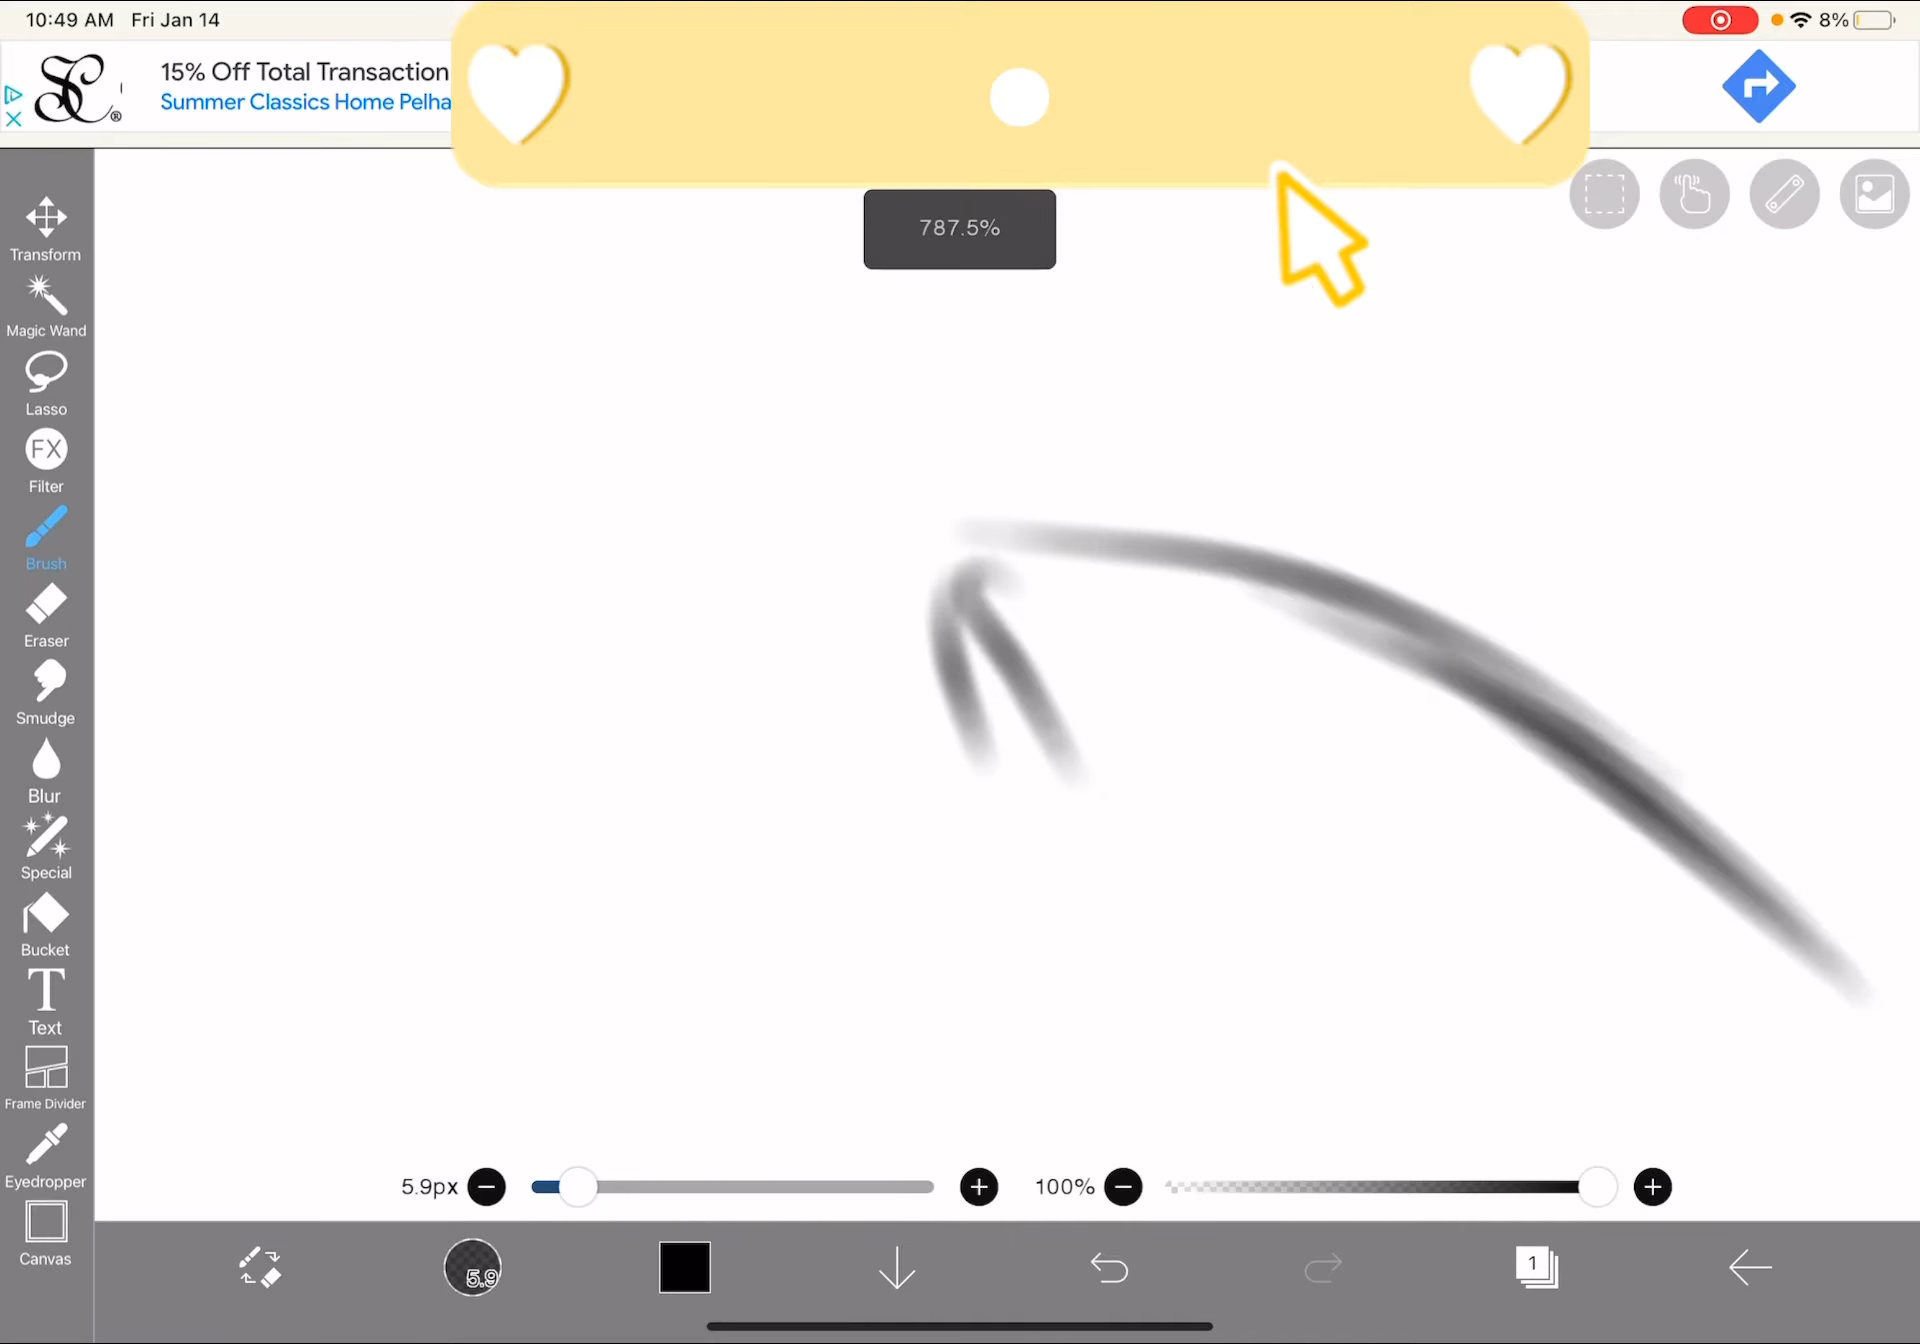 10:49 AM Fri Jan 14
8%
SC®
15% Off Total Transaction
Summer Classics Home Pelha
787.5%
Transform
Magic Wand
Lasso
FX
Filter
Brush
Eraser
Smudge
Blur
Special
Bucket
T
Text
Frame Divider
Eyedropper
Canvas
5.9px
100%
5.9
1